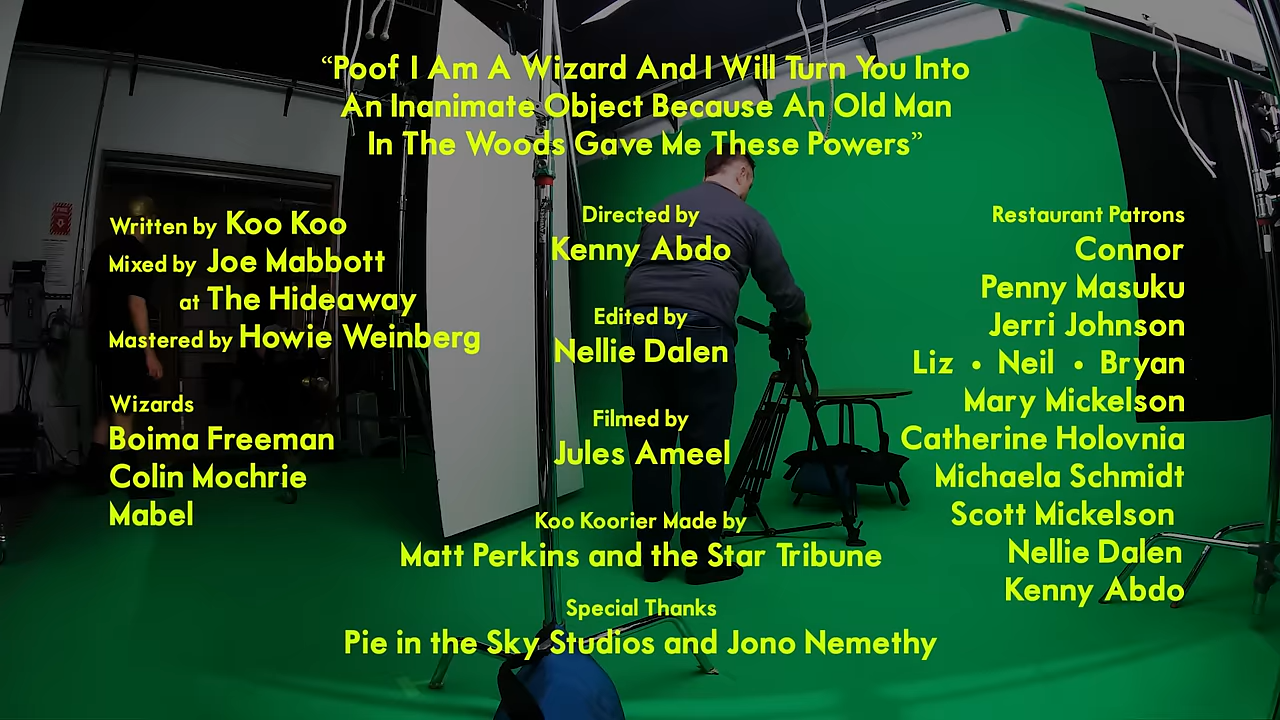 “Poof I Am A Wizard And I Will Turn You Into
An Inanimate Object Because An Old Man
In The Woods Gave Me These Powers”
Written by Koo Koo
Mixed by Joe Mabbott
at The Hideaway
Mastered by Howie Weinberg
Wizards
Boima Freeman
Colin Mochrie
Mabel
Directed by
Kenny Abdo
Edited by
Nellie Dalen
Filmed by
Jules Ameel
Koo Koorier Made by
Matt Perkins and the Star Tribune
Special Thanks
Pie in the Sky Studios and Jono Nemethy
Restaurant Patrons
Connor
Penny Masuku
Jerri Johnson
Liz • Neil • Bryan
Mary Mickelson
Catherine Holovnia
Michaela Schmidt
Scott Mickelson
Nellie Dalen
Kenny Abdo